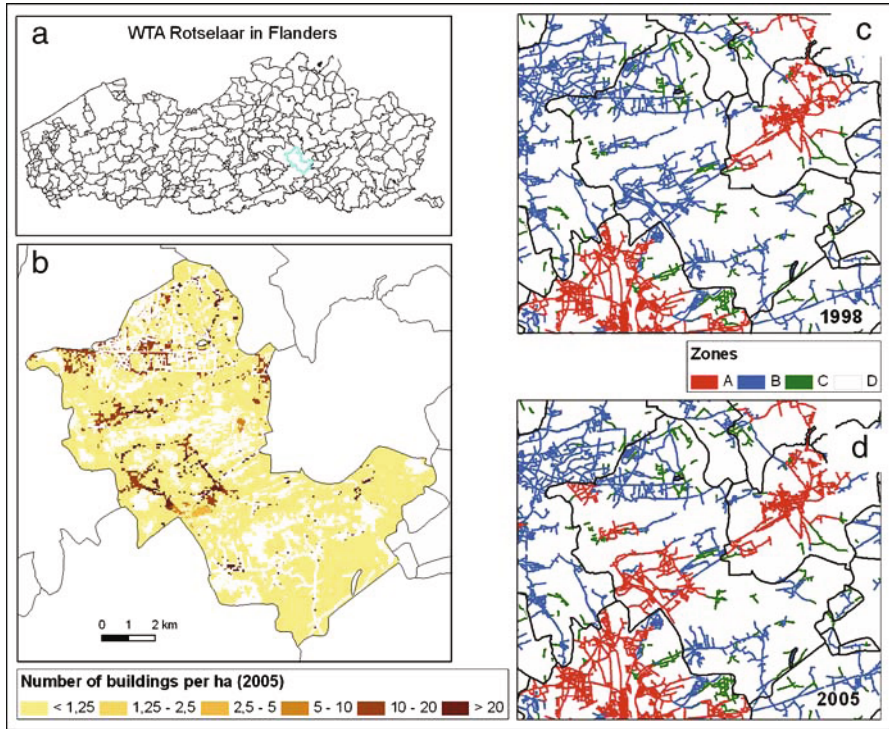 a
WTA Rotselaar in Flanders
b
0 1 2 km
Number of buildings per ha (2005)
< 1,25 1,25 - 2,5 2,5 - 5 5 - 10 10 - 20 > 20
c
1998
Zones
A B C D
d
2005